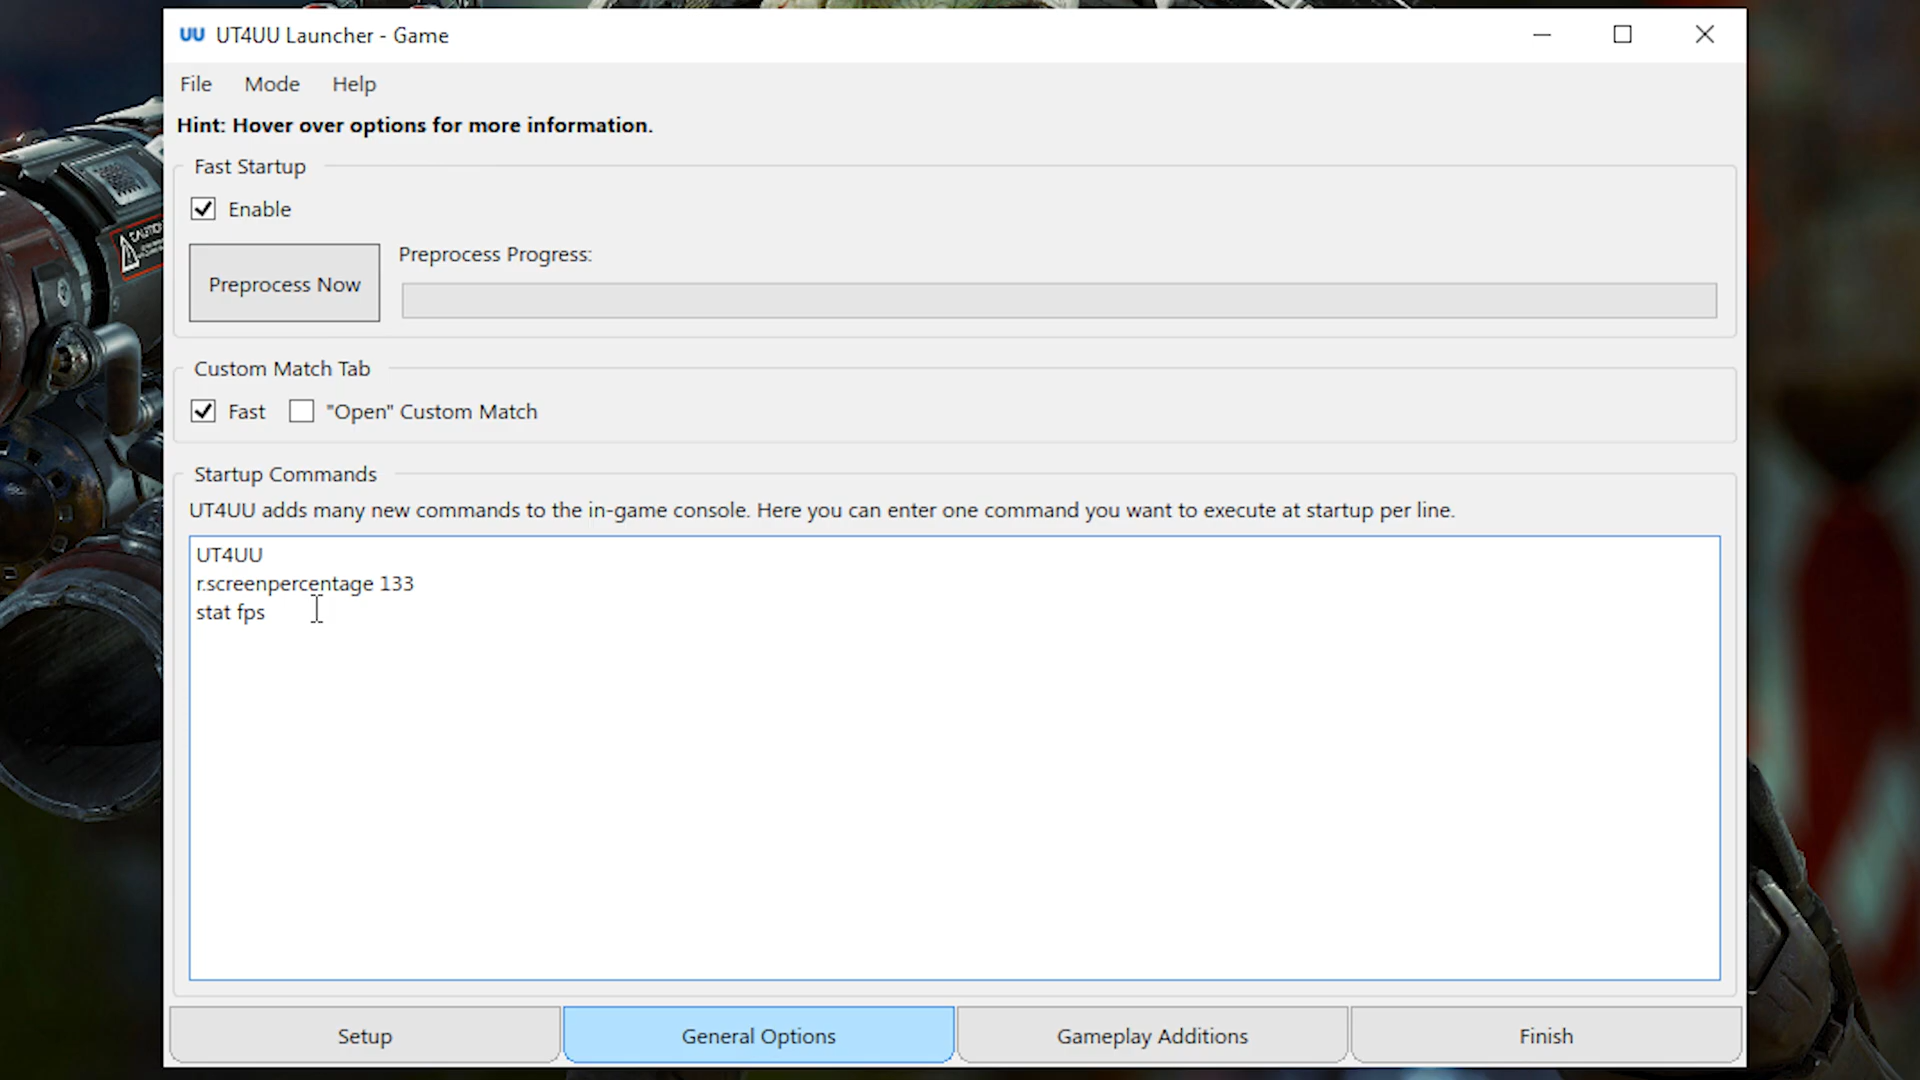 UU UT4UU Launcher - Game
File Mode Help
Hint: Hover over options for more information.
Fast Startup
Enable
Preprocess Now
Preprocess Progress:
Custom Match Tab
Fast "Open" Custom Match
Startup Commands
UT4UU adds many new commands to the in-game console. Here you can enter one command you want to execute at startup per line.
UT4UU
r.screenpercentage 133
stat fps
Setup General Options Gameplay Additions Finish